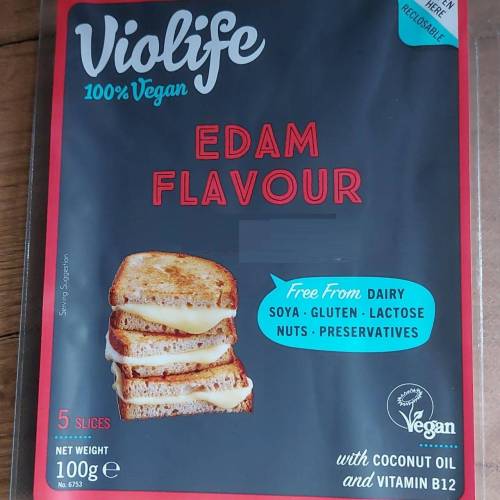 EN
HERE
RECLOSABLE
Violife
100% Vegan
EDAM
FLAVOUR
Serving Suggestion
Free From DAIRY
SOYA · GLUTEN · LACTOSE
NUTS · PRESERVATIVES
5 SLICES
NET WEIGHT
100g e
No. 6753
Vegan
with COCONUT OIL
and VITAMIN B12